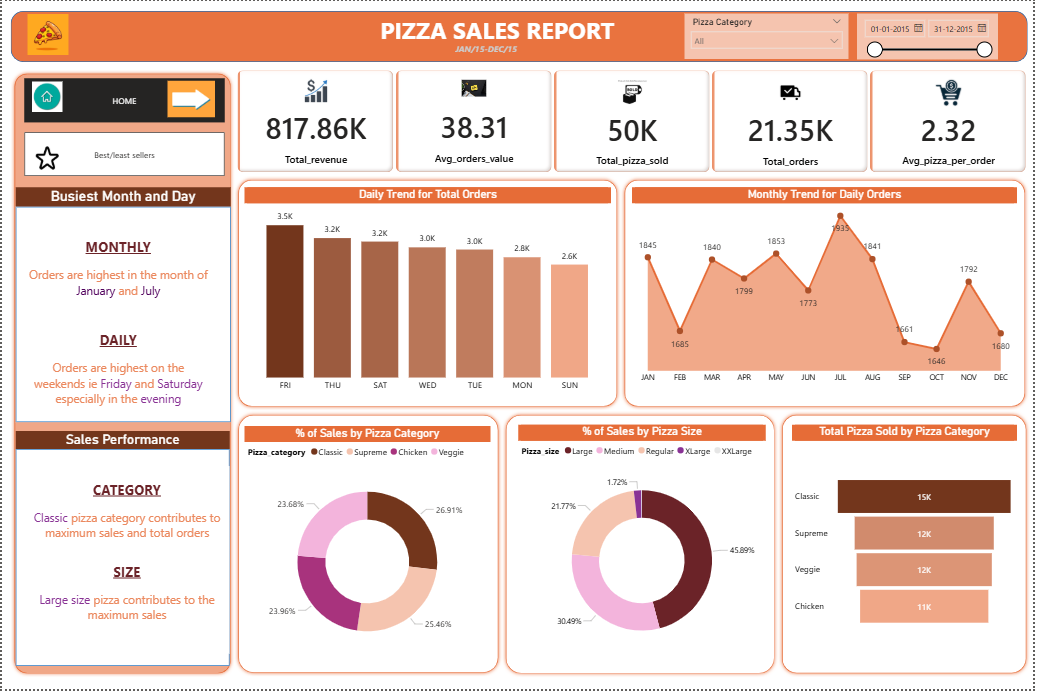 PIZZA SALES REPORT
JAN/15-DEC/15
Pizza Category
All
01-01-2015
31-12-2015
HOME
Best/least sellers
817.86K
Total_revenue
38.31
Avg_orders_value
50K
Total_pizza_sold
21.35K
Total_orders
2.32
Avg_pizza_per_order
Busiest Month and Day
MONTHLY
Orders are highest in the month of
January and July
DAILY
Orders are highest on the
weekends ie Friday and Saturday
especially in the evening
Sales Performance
CATEGORY
Classic pizza category contributes to
maximum sales and total orders
SIZE
Large size pizza contributes to the
maximum sales
Daily Trend for Total Orders
3.5K
3.2K
3.2K
3.0K
3.0K
2.8K
2.6K
FRI
THU
SAT
WED
TUE
MON
SUN
Monthly Trend for Daily Orders
1845
1685
1840
1799
1853
1773
1935
1841
1661
1646
1792
1680
JAN
FEB
MAR
APR
MAY
JUN
JUL
AUG
SEP
OCT
NOV
DEC
% of Sales by Pizza Category
Pizza_category Classic Supreme Chicken Veggie
23.68%
26.91%
23.96%
25.46%
% of Sales by Pizza Size
Pizza_size Large Medium Regular XLarge XXLarge
1.72%
21.77%
45.89%
30.49%
Total Pizza Sold by Pizza Category
Classic 15K
Supreme 12K
Veggie 12K
Chicken 11K